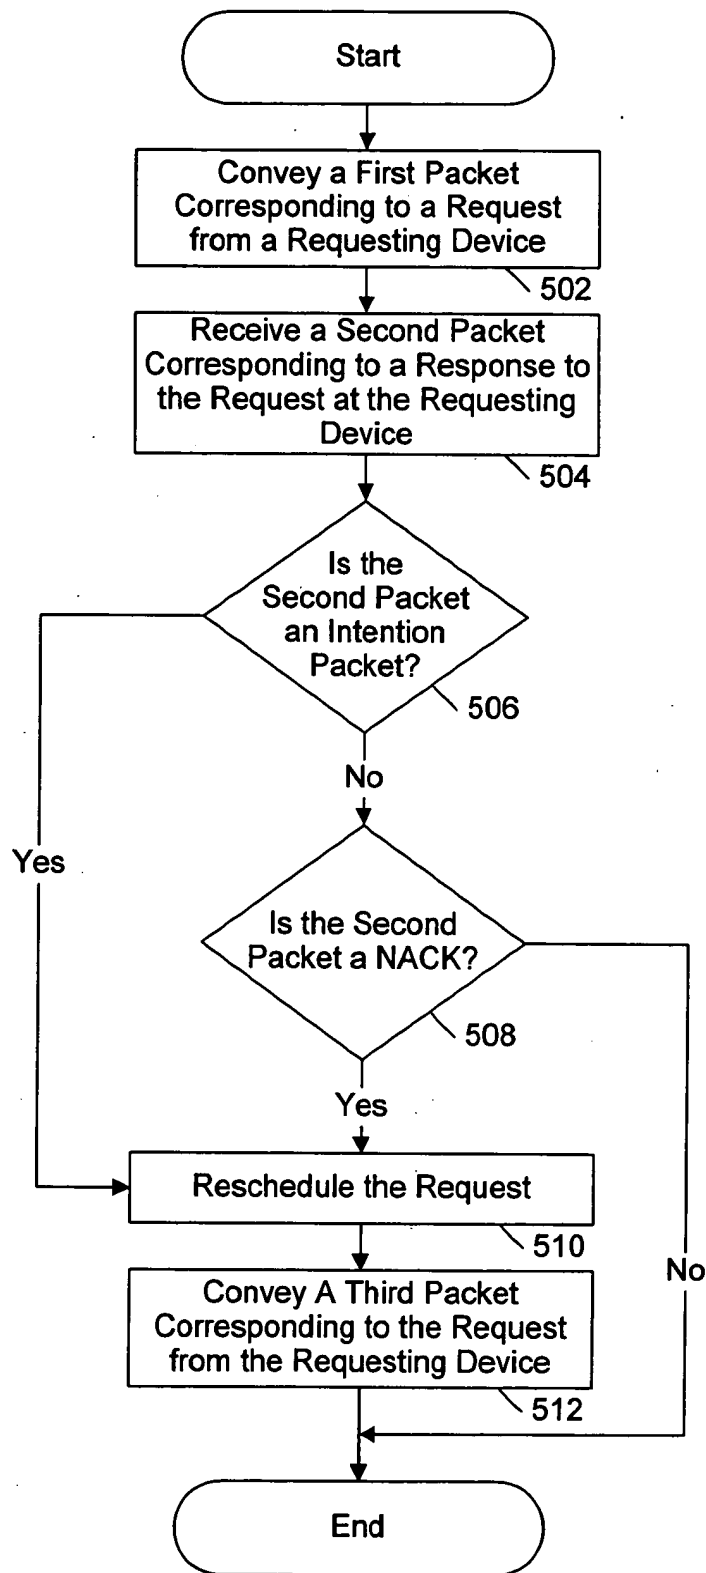 Start
Convey a First Packet
Corresponding to a Request
from a Requesting Device
502
Receive a Second Packet
Corresponding to a Response to
the Request at the Requesting
Device
504
Is the
Second Packet
an Intention
Packet?
506
No
Yes
Is the Second
Packet a NACK?
508
Yes
Reschedule the Request
510
No
Convey A Third Packet
Corresponding to the Request
from the Requesting Device
512
End